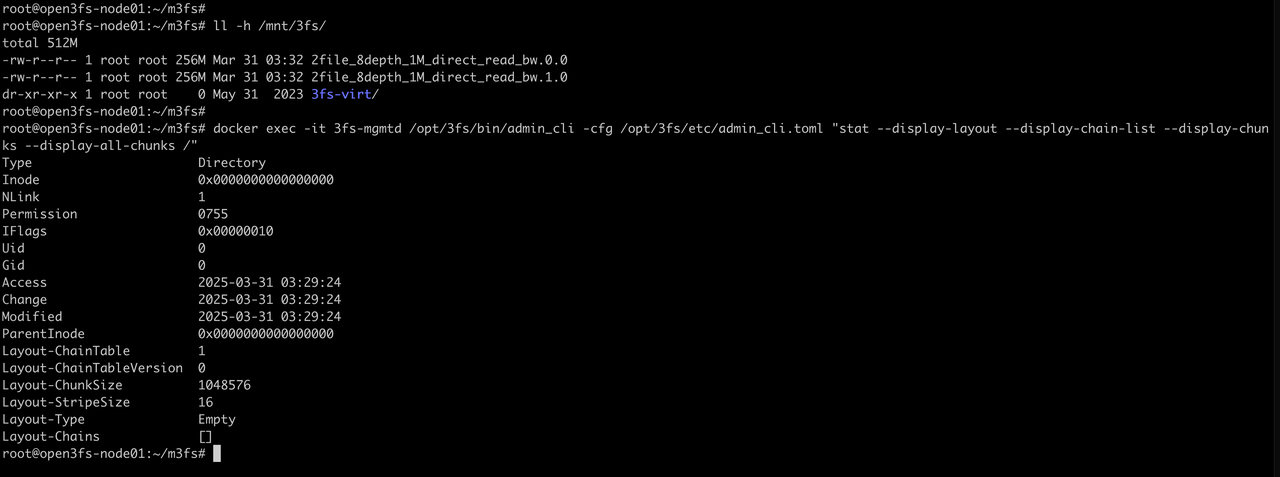 root@open3fs-node01:~/m3fs#
root@open3fs-node01:~/m3fs# ll -h /mnt/3fs/
total 512M
-rw-r--r-- 1 root root 256M Mar 31 03:32 2file_8depth_1M_direct_read_bw.0.0
-rw-r--r-- 1 root root 256M Mar 31 03:32 2file_8depth_1M_direct_read_bw.1.0
dr-xr-xr-x 1 root root    0 May 31  2023 3fs-virt/
root@open3fs-node01:~/m3fs#
root@open3fs-node01:~/m3fs# docker exec -it 3fs-mgmtd /opt/3fs/bin/admin_cli -cfg /opt/3fs/etc/admin_cli.toml "stat --display-layout --display-chain-list --display-chun
ks --display-all-chunks /"
Type                     Directory
Inode                    0x0000000000000000
NLink                    1
Permission               0755
IFlags                   0x00000010
Uid                      0
Gid                      0
Access                   2025-03-31 03:29:24
Change                   2025-03-31 03:29:24
Modified                 2025-03-31 03:29:24
ParentInode              0x0000000000000000
Layout-ChainTable        1
Layout-ChainTableVersion 0
Layout-ChunkSize         1048576
Layout-StripeSize        16
Layout-Type              Empty
Layout-Chains            []
root@open3fs-node01:~/m3fs#